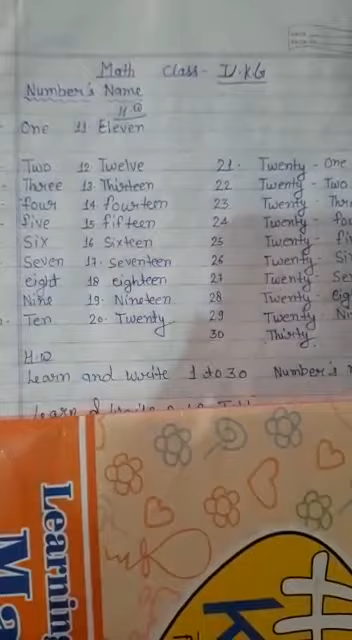 Math Class- U.K.G
Number's Name
H.Q
One 11. Eleven
Two 12. Twelve 21. Twenty-One
Three 13. Thirteen 22 Twenty-Two
four 14. fourteen 23 Twenty-
five 15 fifteen 24 Twenty-
Six 16 Sixteen 25 Twenty-
Seven 17. Seventeen 26 Twenty-
eight 18 eighteen 27 Twenty-
Nine 19. Nineteen 28 Twenty-
Ten 20. Twenty 29 Twenty-
30 Thirty.
H.W
Learn and write 1 to 30 Number's
Learning
Ma
K